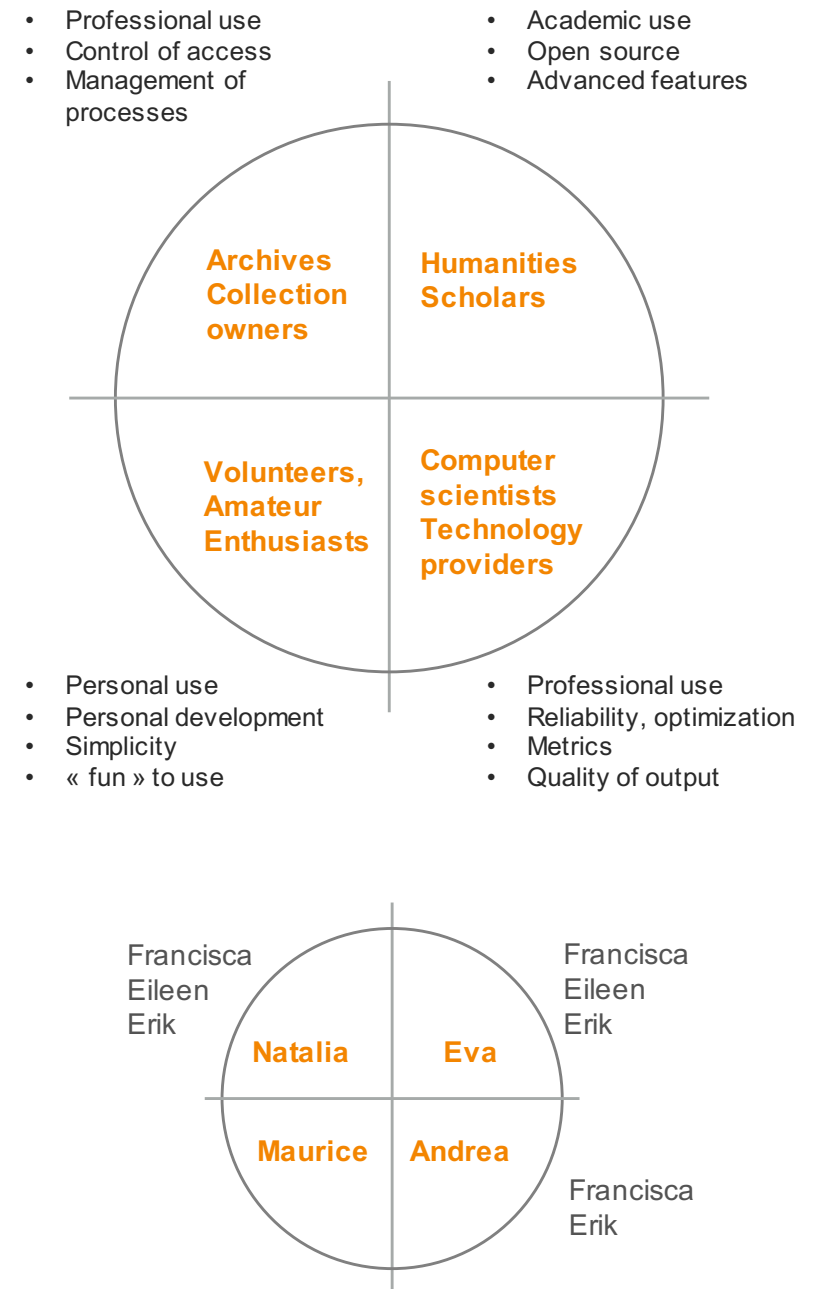 • Professional use
• Control of access
• Management of
processes
• Academic use
• Open source
• Advanced features
Archives
Collection
owners
Humanities
Scholars
Volunteers,
Amateur
Enthusiasts
Computer
scientists
Technology
providers
• Personal use
• Personal development
• Simplicity
• « fun » to use
• Professional use
• Reliability, optimization
• Metrics
• Quality of output
Francisca
Eileen
Erik
Francisca
Eileen
Erik
Natalia
Eva
Maurice
Andrea
Francisca
Erik